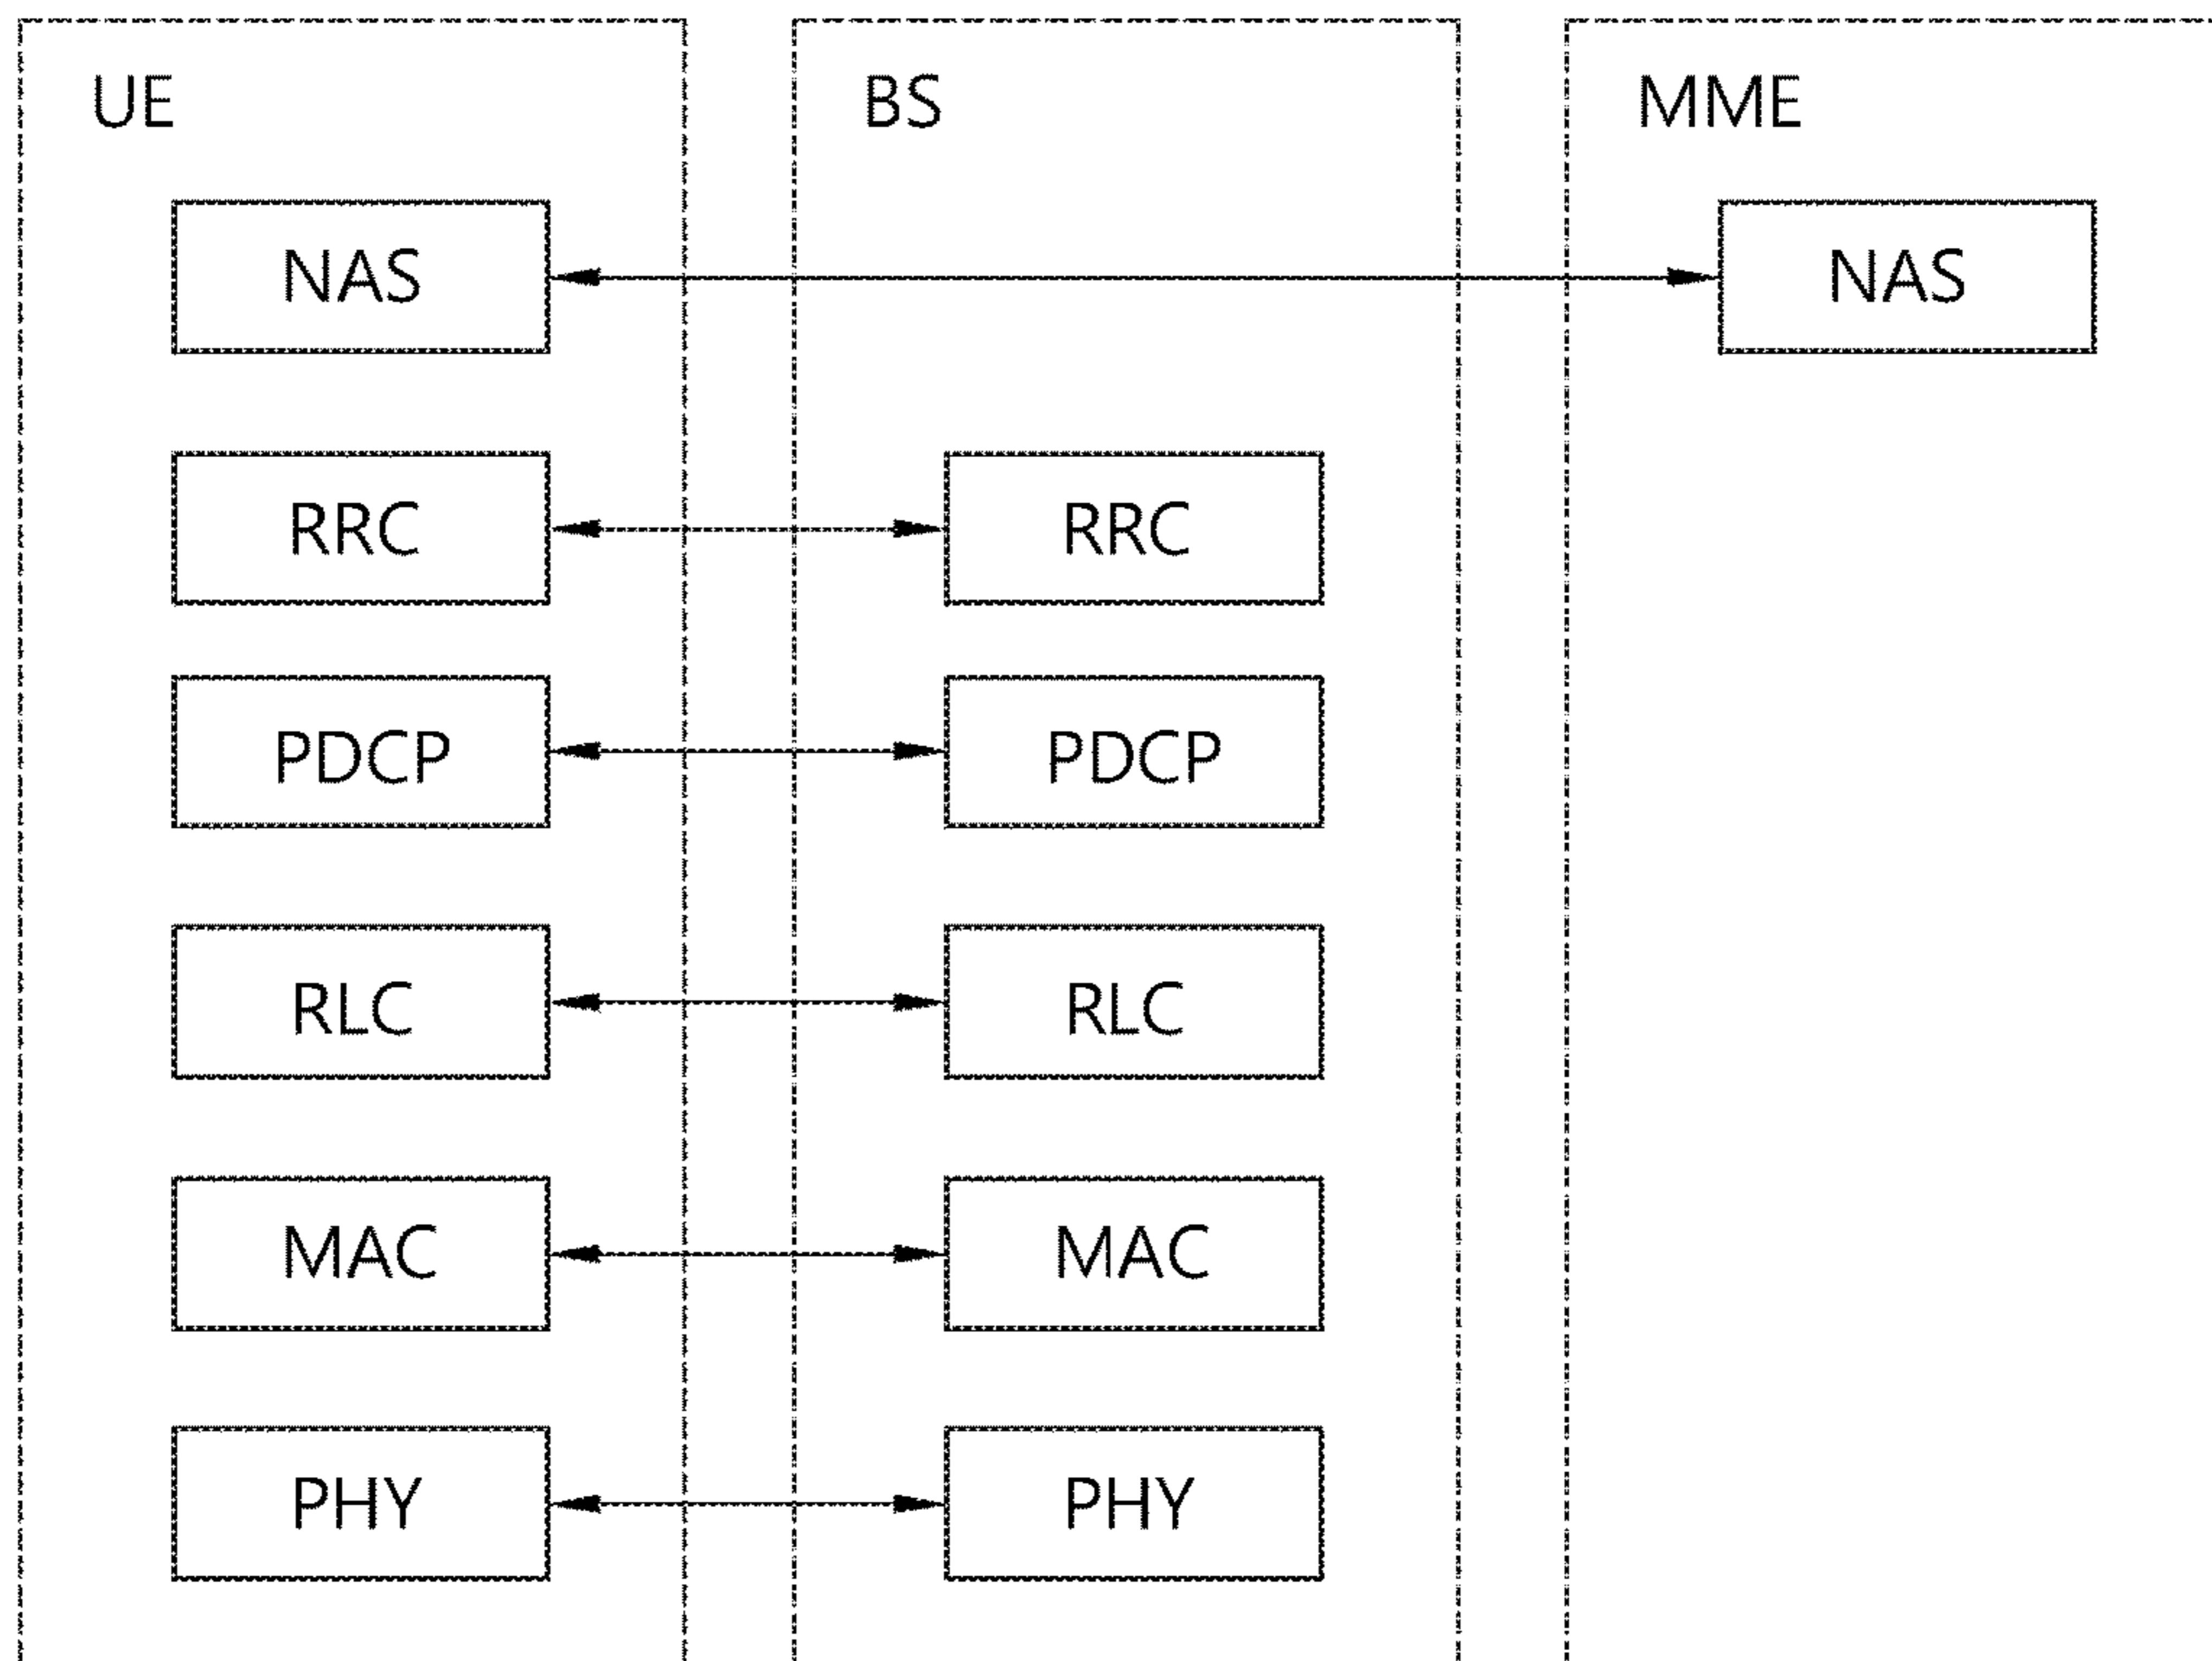 UE
BS
MME
NAS
NAS
RRC
RRC
PDCP
PDCP
RLC
RLC
MAC
MAC
PHY
PHY